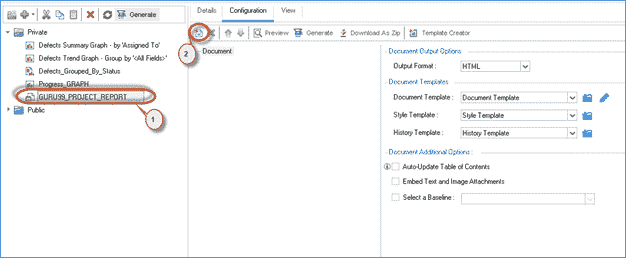 Generate
Details Configuration View
Preview Generate Download As Zip Template Creator
2
Private
Defects Summary Graph - by 'Assigned To'
Defects Trend Graph - Group by '<All Fields>'
Defects_Grouped_By_Status
Progress_GRAPH
GURU99_PROJECT_REPORT
1
Public
Document
Document Output Options
Output Format : HTML
Document Templates
Document Template : Document Template
Style Template : Style Template
History Template : History Template
Document Additional Options :
Auto-Update Table of Contents
Embed Text and Image Attachments
Select a Baseline :